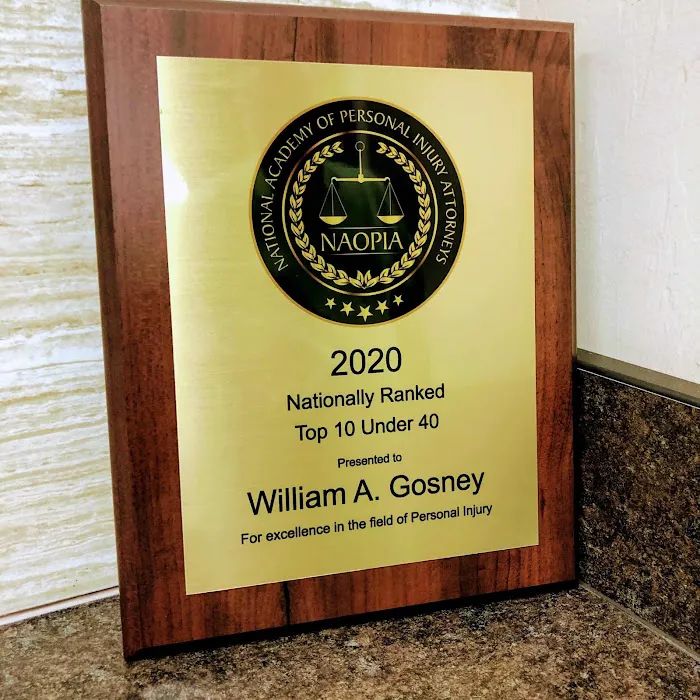 NATIONAL ACADEMY OF PERSONAL INJURY ATTORNEYS
NAOPIA
2020
Nationally Ranked
Top 10 Under 40
Presented to
William A. Gosney
For excellence in the field of Personal Injury